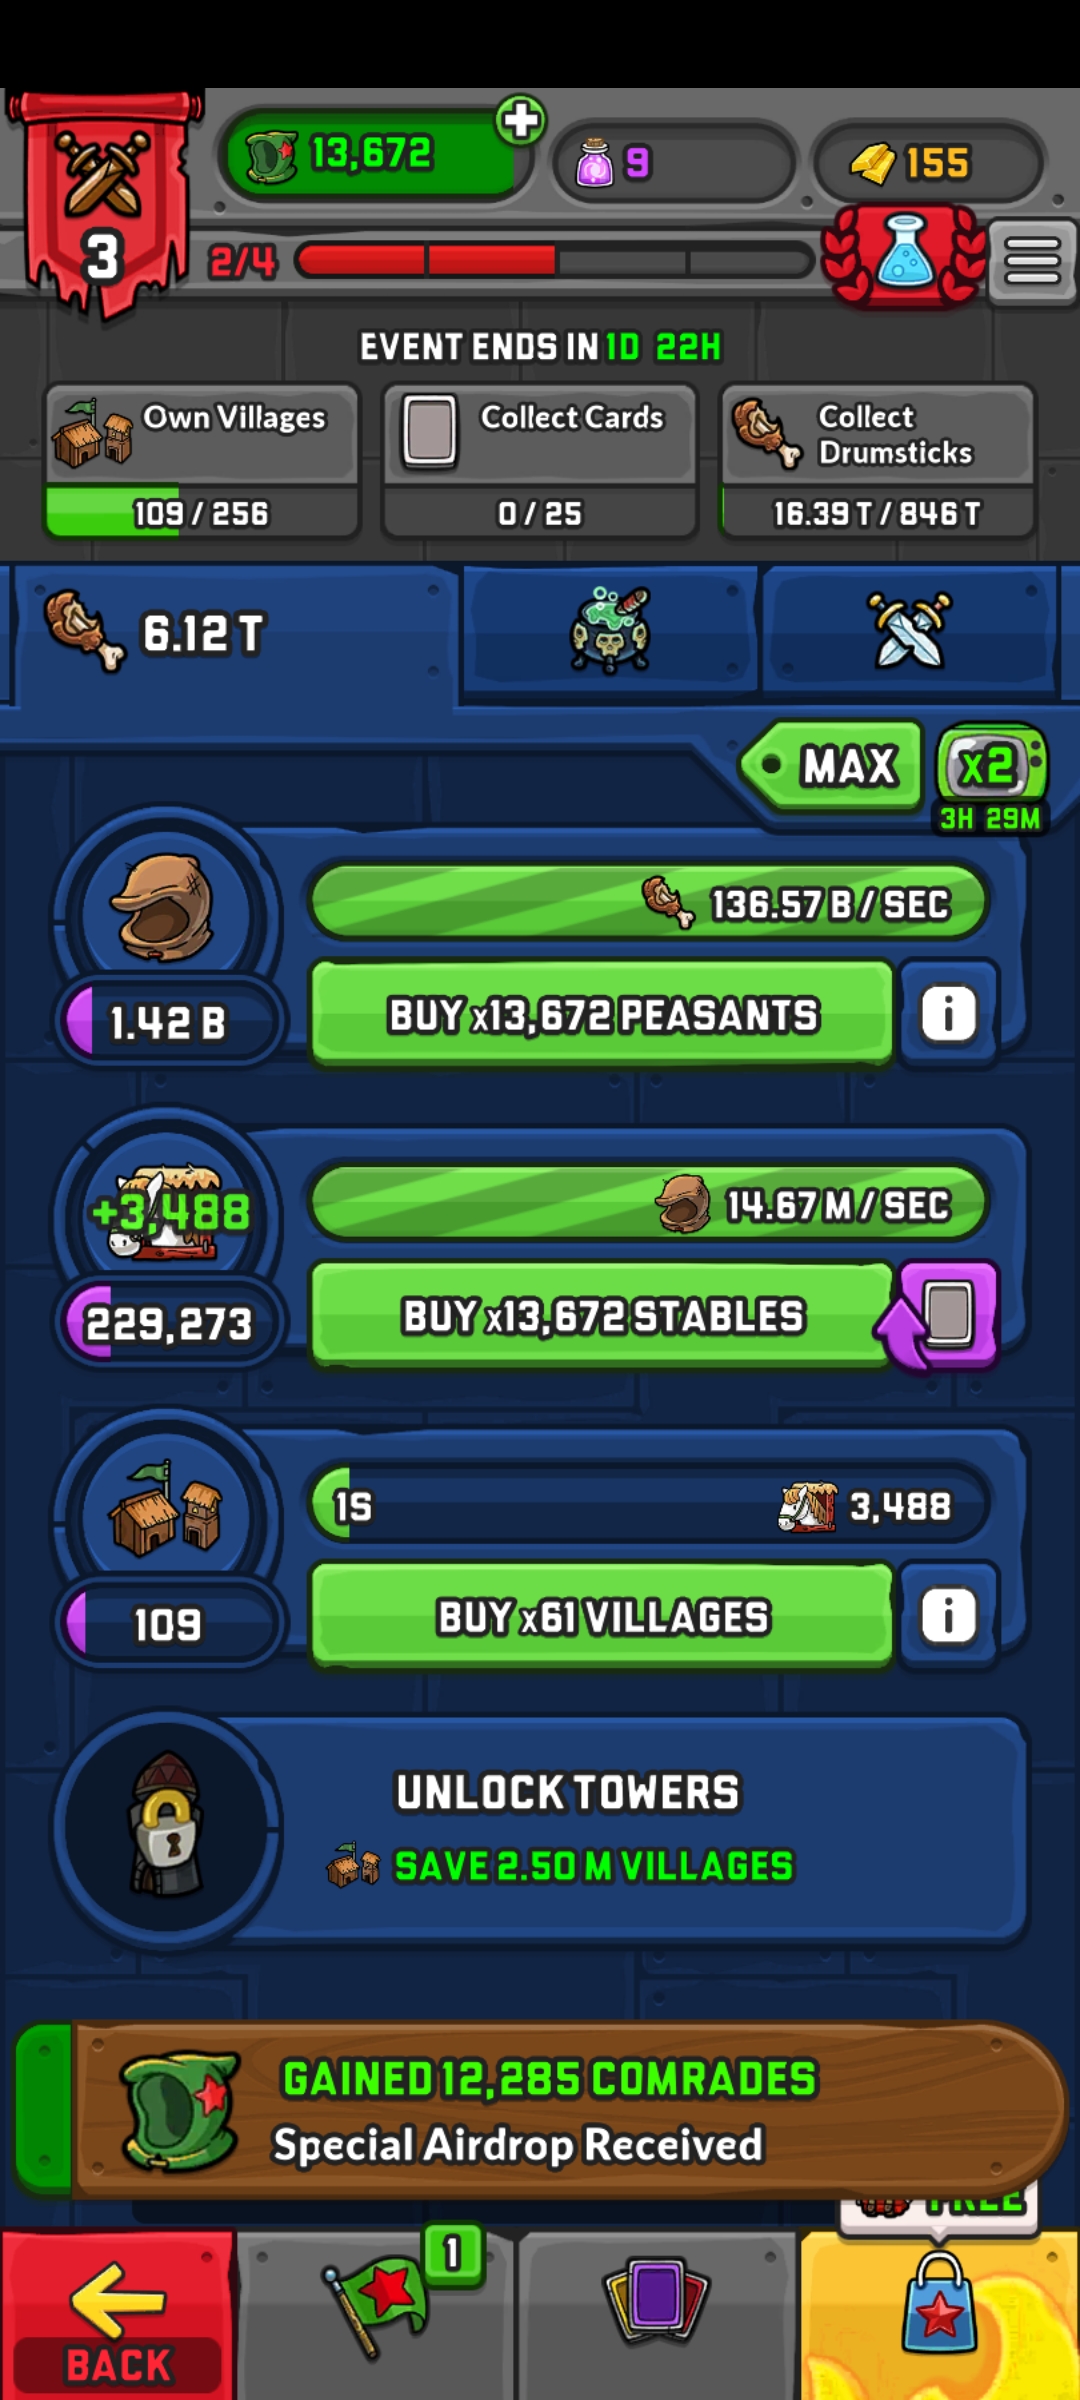 13,672
9
155
3
2/4
EVENT ENDS IN 1D 22H
Own Villages
109 / 256
Collect Cards
0 / 25
Collect
Drumsticks
16.39 T / 846 T
6.12 T
MAX
x2
3H 29M
136.57 B / SEC
1.42 B
BUY x13,672 PEASANTS
i
+3,488
14.67 M / SEC
229,273
BUY x13,672 STABLES
1S
3,488
109
BUY x61 VILLAGES
i
UNLOCK TOWERS
SAVE 2.50 M VILLAGES
GAINED 12,285 COMRADES
Special Airdrop Received
FREE
1
BACK